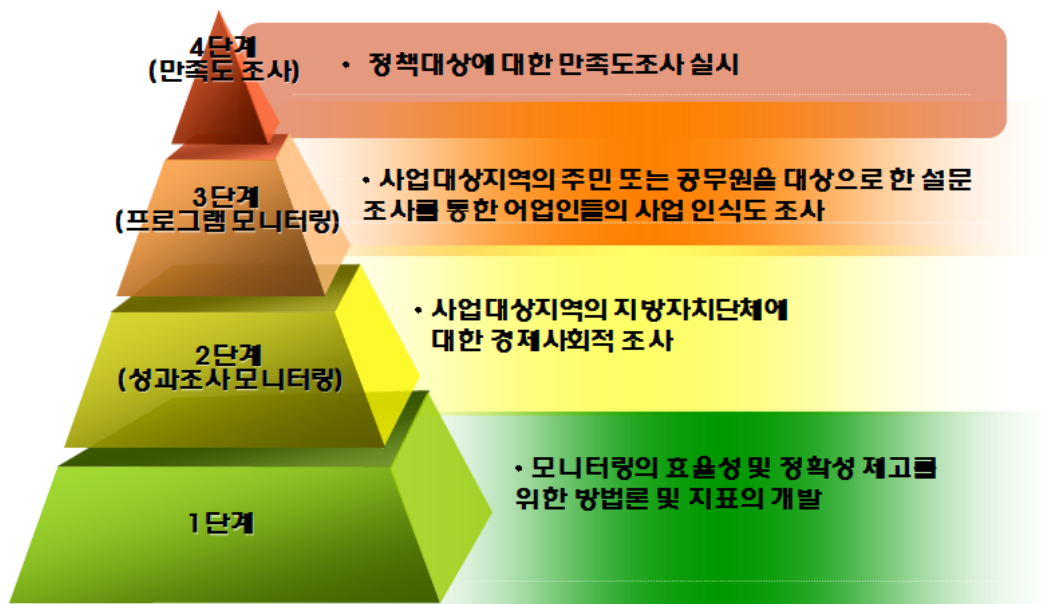 4단계
(만족도 조사)
• 정책대상에 대한 만족도조사 실시
3단계
(프로그램 모니터링)
• 사업대상지역의 주민 또는 공무원을 대상으로 한 설문
조사를 통한 어업인들의 사업 인식도 조사
2단계
(성과조사 모니터링)
• 사업대상지역의 지방자치단체에
대한 경제사회적 조사
1단계
• 모니터링의 효율성 및 정확성 제고를
위한 방법론 및 지표의 개발